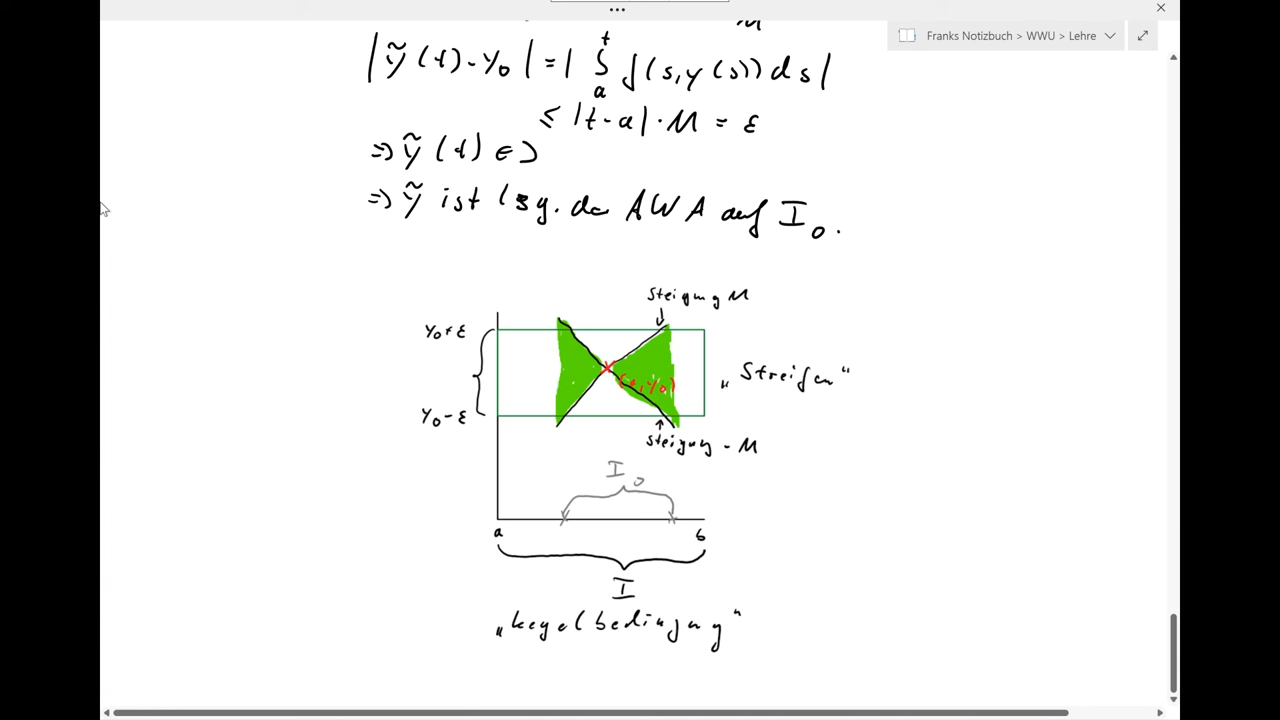 Franks Notizbuch > WWU > Lehre
|ỹ(t) - y₀| = | ∫ₐᵗ f(s, y(s)) ds |
≤ |t - a| · M = ε
⇒ ỹ(t) ∈ J
⇒ ỹ ist Lsg. der AWA auf I₀.
Steigung M
y₀ + ε
(t, y₀)
„Streifen“
y₀ - ε
Steigung - M
I₀
a b
I
„Kegelbedingung“